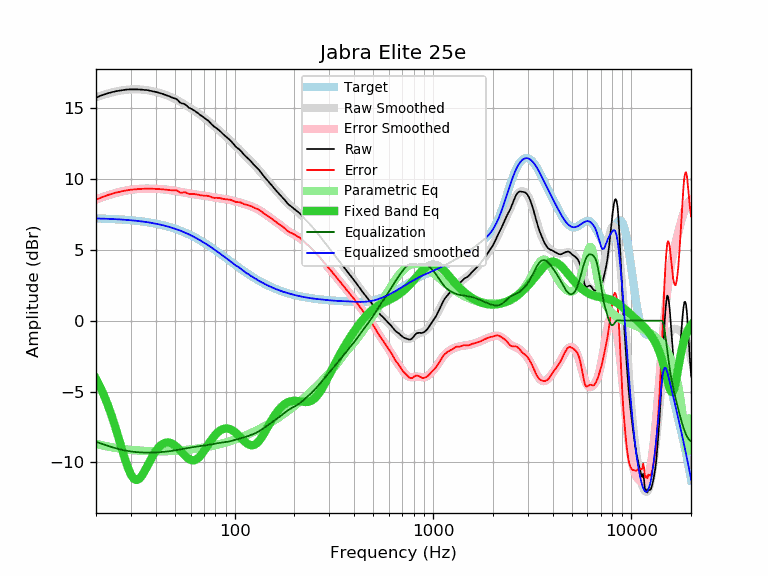 Jabra Elite 25e
Target
Raw Smoothed
Error Smoothed
Raw
Error
Parametric Eq
Fixed Band Eq
Equalization
Equalized smoothed
Amplitude (dBr)
15
10
5
0
−5
−10
100
1000
10000
Frequency (Hz)